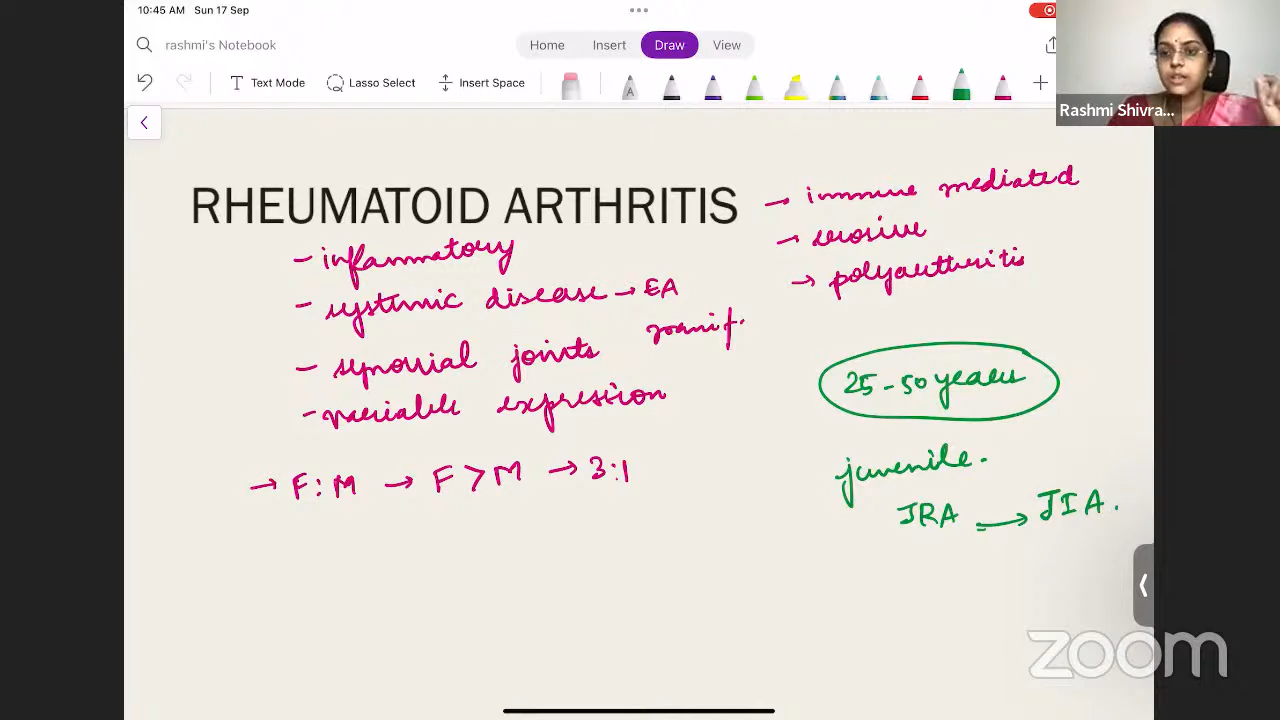 10:45 AM Sun 17 Sep
rashmi's Notebook
Home Insert Draw View
Text Mode Lasso Select Insert Space
A
Rashmi Shivra...
RHEUMATOID ARTHRITIS
→ immune mediated
→ erosive
→ polyarthritis
- inflammatory
- systemic disease → EA
manif.
- synovial joints
- variable expression
→ F:M → F > M → 3:1
25-50 years
juvenile.
JRA → JIA.
zoom